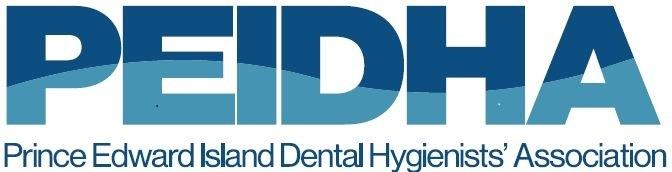 PEIDHA
Prince Edward Island Dental Hygienists' Association